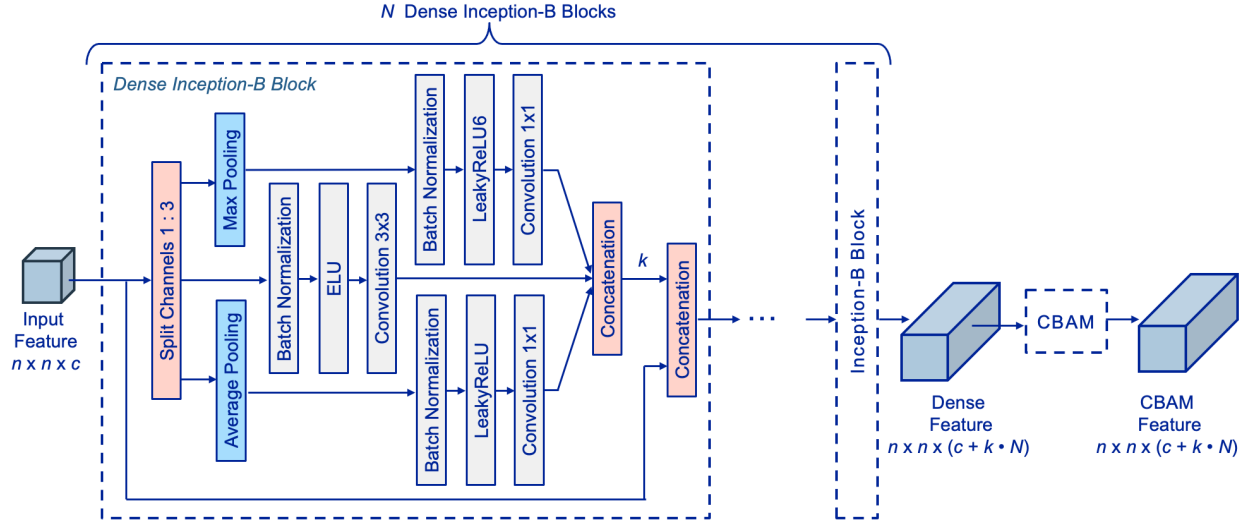 N Dense Inception-B Blocks
Dense Inception-B Block
Input
Feature
n x n x c
Split Channels 1 : 3
Max Pooling
Average Pooling
Batch Normalization
ELU
Convolution 3x3
Batch Normalization
LeakyReLU6
Convolution 1x1
Batch Normalization
LeakyReLU
Convolution 1x1
Concatenation
k
Concatenation
...
Inception-B Block
Dense
Feature
n x n x (c + k • N)
CBAM
CBAM
Feature
n x n x (c + k • N)